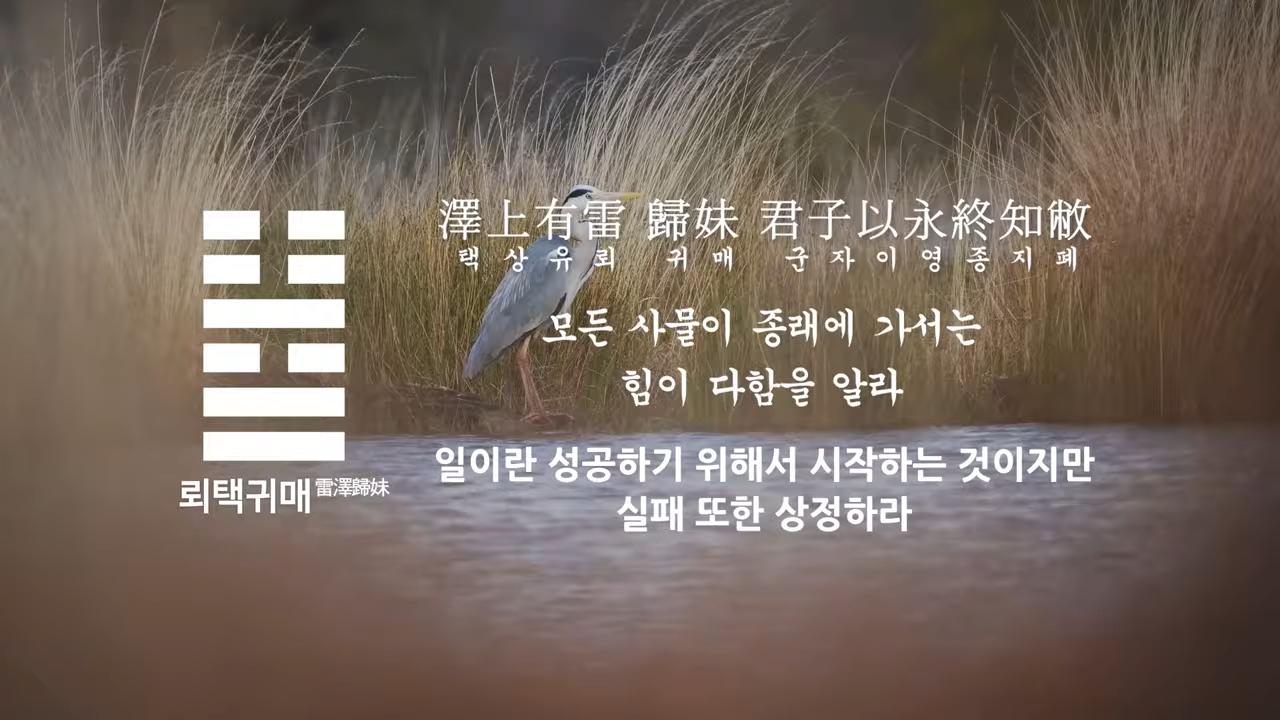 澤上有雷 歸妹 君子以永終知敝
택상유뢰 귀매 군자이영종지폐
모든 사물이 종래에 가서는
힘이 다함을 알라
일이란 성공하기 위해서 시작하는 것이지만
실패 또한 상정하라
뢰택귀매 雷澤歸妹